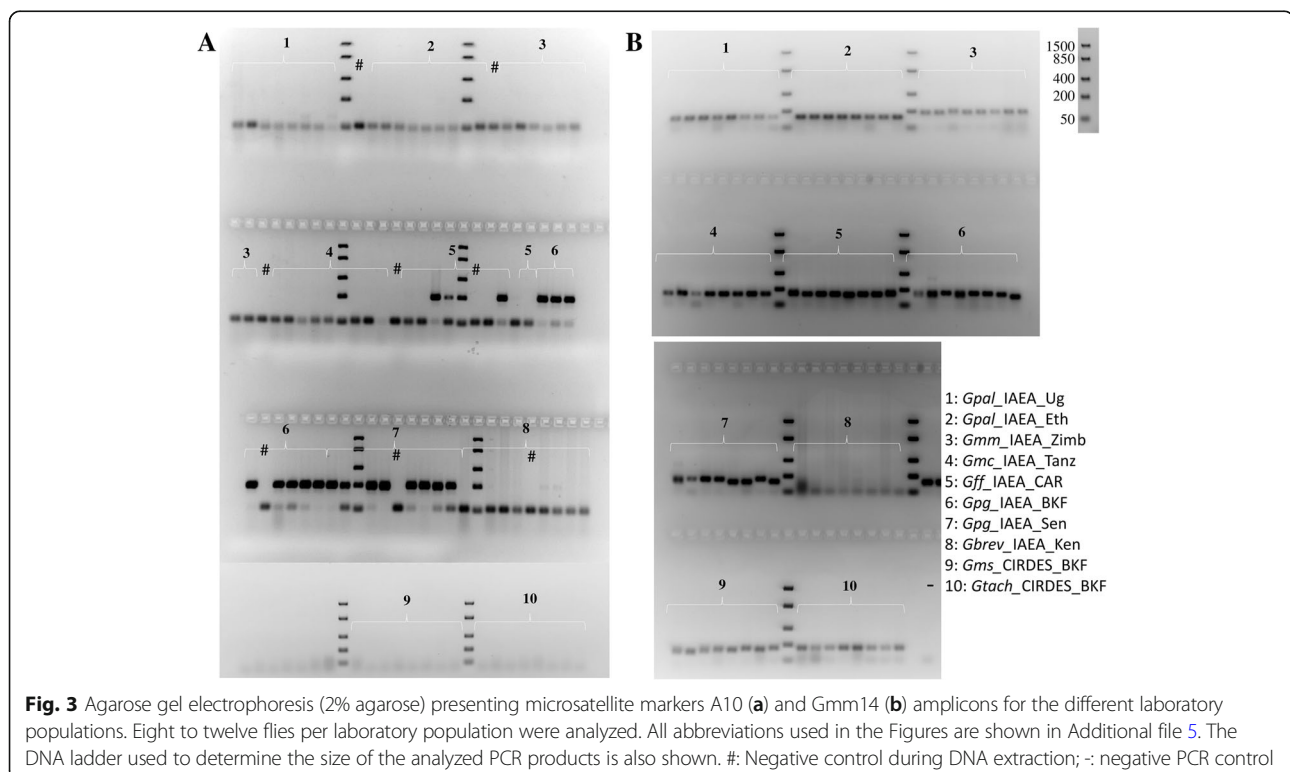 A
1
2
3
#
#
B
1
2
3
1500
850
400
200
50
3
#
4
#
5
#
5
6
4
5
6
6
#
7
#
8
#
7
8
9
10
9
10
-
1: Gpal_IAEA_Ug
2: Gpal_IAEA_Eth
3: Gmm_IAEA_Zimb
4: Gmc_IAEA_Tanz
5: Gff_IAEA_CAR
6: Gpg_IAEA_BKF
7: Gpg_IAEA_Sen
8: Gbrev_IAEA_Ken
9: Gms_CIRDES_BKF
10: Gtach_CIRDES_BKF
Fig. 3 Agarose gel electrophoresis (2% agarose) presenting microsatellite markers A10 (a) and Gmm14 (b) amplicons for the different laboratory
populations. Eight to twelve flies per laboratory population were analyzed. All abbreviations used in the Figures are shown in Additional file 5. The
DNA ladder used to determine the size of the analyzed PCR products is also shown. #: Negative control during DNA extraction; -: negative PCR control